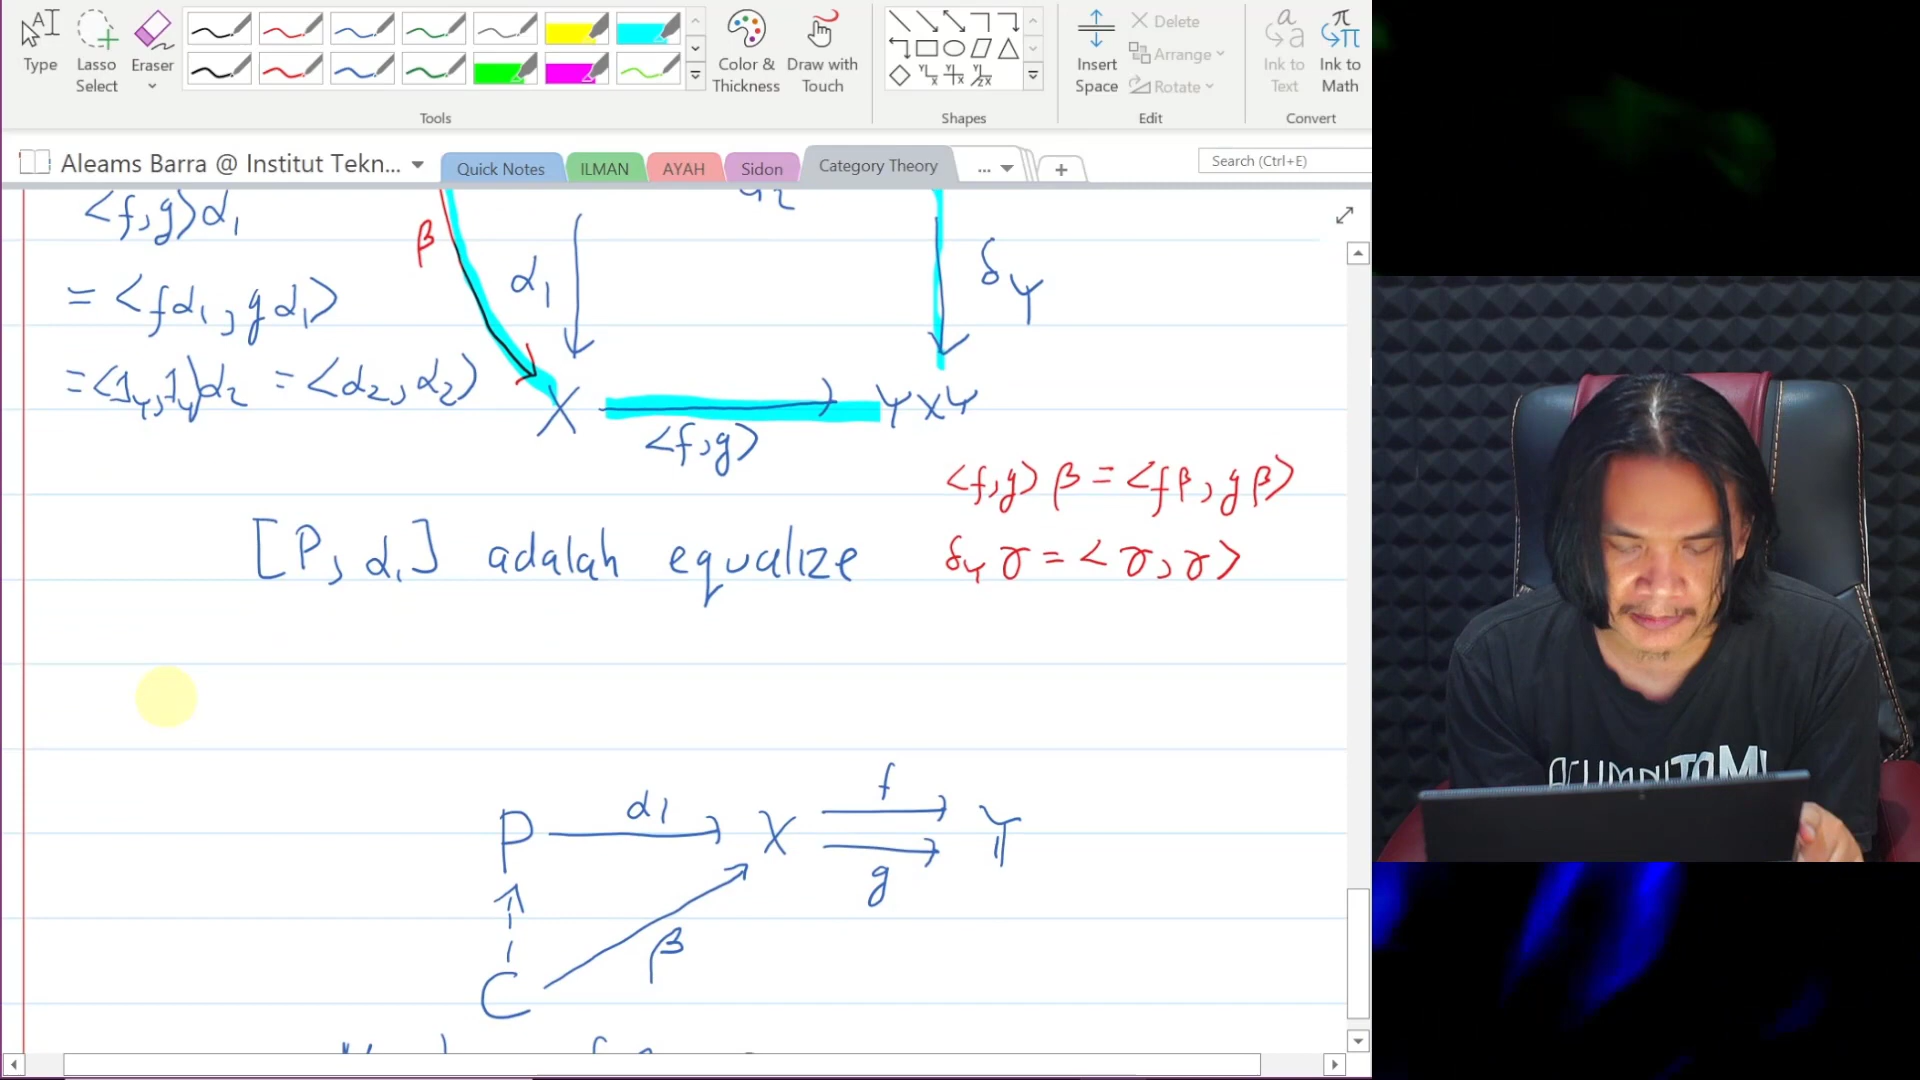 Type
Lasso Select
Eraser
Color & Thickness
Draw with Touch
Insert Space
Delete
Arrange
Rotate
Ink to Text
Ink to Math
Tools
Shapes
Edit
Convert
Aleams Barra @ Institut Tekn...
Quick Notes
ILMAN
AYAH
Sidon
Category Theory
...
Search (Ctrl+E)
<f,g>α₁
= <fα₁, gα₁>
= <1_Y, 1_Y>α₂ = <α₂, α₂>
β
α₁
δ_Y
X
Y×Y
<f,g>
<f,g> β = <fβ, gβ>
δ_Y γ = <γ, γ>
[P, α₁] adalah equalize
P
α₁
X
f
g
Y
β
C